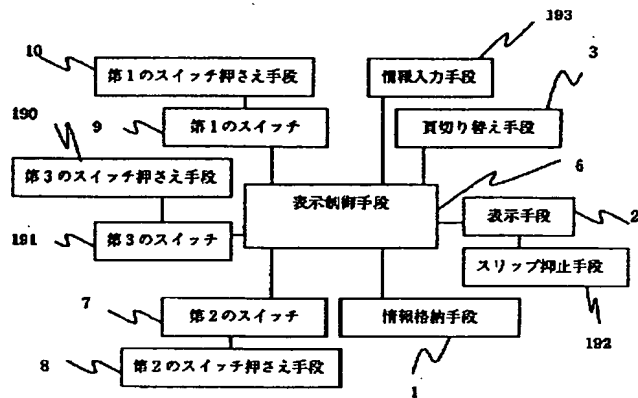 10
第1のスイッチ押さえ手段
193
情報入力手段
3
頁切り替え手段
190
9
第1のスイッチ
第3のスイッチ押さえ手段
6
表示制御手段
表示手段
2
191
第3のスイッチ
スリップ抑止手段
192
7
第2のスイッチ
情報格納手段
1
8
第2のスイッチ押さえ手段